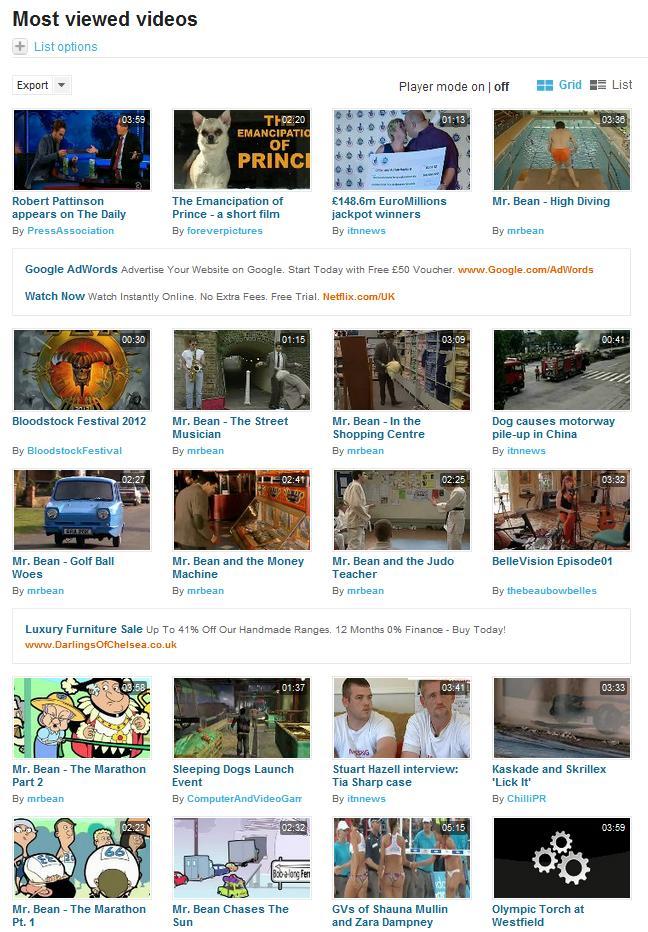 Most viewed videos
List options
Export
Player mode on | off
Grid
List
03:59
02:20
01:13
03:36
THE
EMANCIPATIO
OF
PRINC
Robert Pattinson
appears on The Daily
By PressAssociation
The Emancipation of
Prince - a short film
By foreverpictures
£148.6m EuroMillions
jackpot winners
By itnnews
Mr. Bean - High Diving
By mrbean
Google AdWords Advertise Your Website on Google. Start Today with Free £50 Voucher. www.Google.com/AdWords
Watch Now Watch Instantly Online. No Extra Fees. Free Trial. Netflix.com/UK
00:30
01:15
03:09
00:41
Bloodstock Festival 2012
By BloodstockFestival
Mr. Bean - The Street
Musician
By mrbean
Mr. Bean - In the
Shopping Centre
By mrbean
Dog causes motorway
pile-up in China
By itnnews
02:27
02:41
02:25
03:32
Mr. Bean - Golf Ball
Woes
By mrbean
Mr. Bean and the Money
Machine
By mrbean
Mr. Bean and the Judo
Teacher
By mrbean
BelleVision Episode01
By thebeaubowbelles
Luxury Furniture Sale Up To 41% Off Our Handmade Ranges. 12 Months 0% Finance - Buy Today!
www.DarlingsOfChelsea.co.uk
03:58
01:37
03:41
03:33
Mr. Bean - The Marathon
Part 2
By mrbean
Sleeping Dogs Launch
Event
By ComputerAndVideoGam
Stuart Hazell interview:
Tia Sharp case
By itnnews
Kaskade and Skrillex
'Lick It'
By ChilliPR
02:23
02:32
05:15
03:59
66
Bob-a-long Fer
Mr. Bean - The Marathon
Pt. 1
Mr. Bean Chases The
Sun
GVs of Shauna Mullin
and Zara Dampney
Olympic Torch at
Westfield